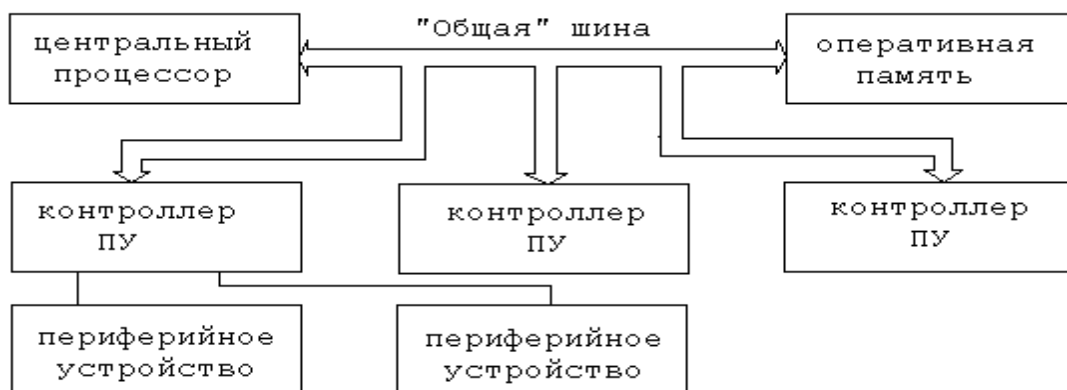 "Общая" шина
центральный
процессор
оперативная
память
контроллер
ПУ
контроллер
ПУ
контроллер
ПУ
периферийное
устройство
периферийное
устройство